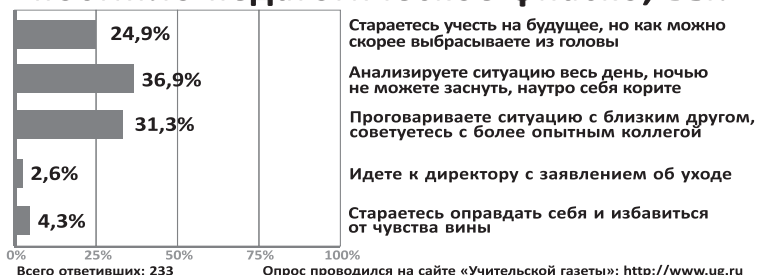 24,9%
Стараетесь учесть на будущее, но как можно
скорее выбрасываете из головы
36,9%
Анализируете ситуацию весь день, ночью
не можете заснуть, наутро себя корите
31,3%
Проговариваете ситуацию с близким другом,
советуетесь с более опытным коллегой
2,6%
Идете к директору с заявлением об уходе
4,3%
Стараетесь оправдать себя и избавиться
от чувства вины
0% 25% 50% 75% 100%
Всего ответивших: 233 Опрос проводился на сайте «Учительской газеты»: http://www.ug.ru